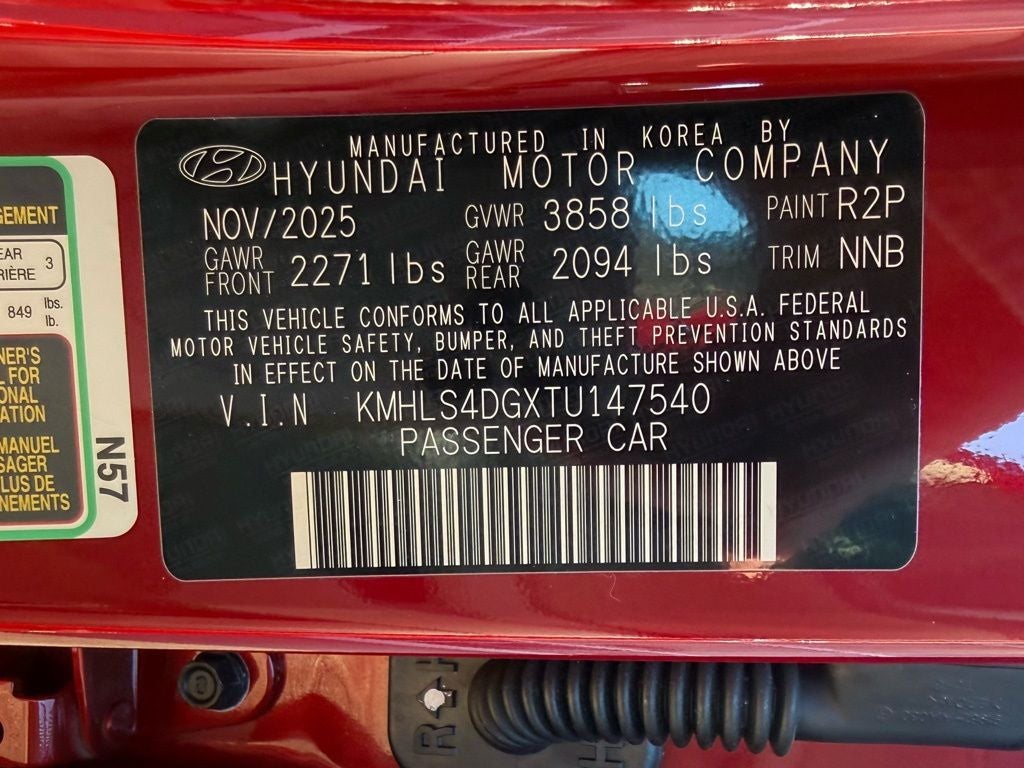 MANUFACTURED IN KOREA BY
HYUNDAI MOTOR COMPANY
NOV/2025 GVWR 3858 lbs PAINT R2P
GAWR FRONT 2271 lbs GAWR REAR 2094 lbs TRIM NNB
THIS VEHICLE CONFORMS TO ALL APPLICABLE U.S.A. FEDERAL
MOTOR VEHICLE SAFETY, BUMPER, AND THEFT PREVENTION STANDARDS
IN EFFECT ON THE DATE OF MANUFACTURE SHOWN ABOVE
V.I.N KMHLS4DGXTU147540
PASSENGER CAR
GEMENT
EAR
RIÈRE 3
849 lbs.
lb.
NER'S
L FOR
ONAL
ATION
MANUEL
SAGER
LUS DE
NEMENTS
N57
R
H